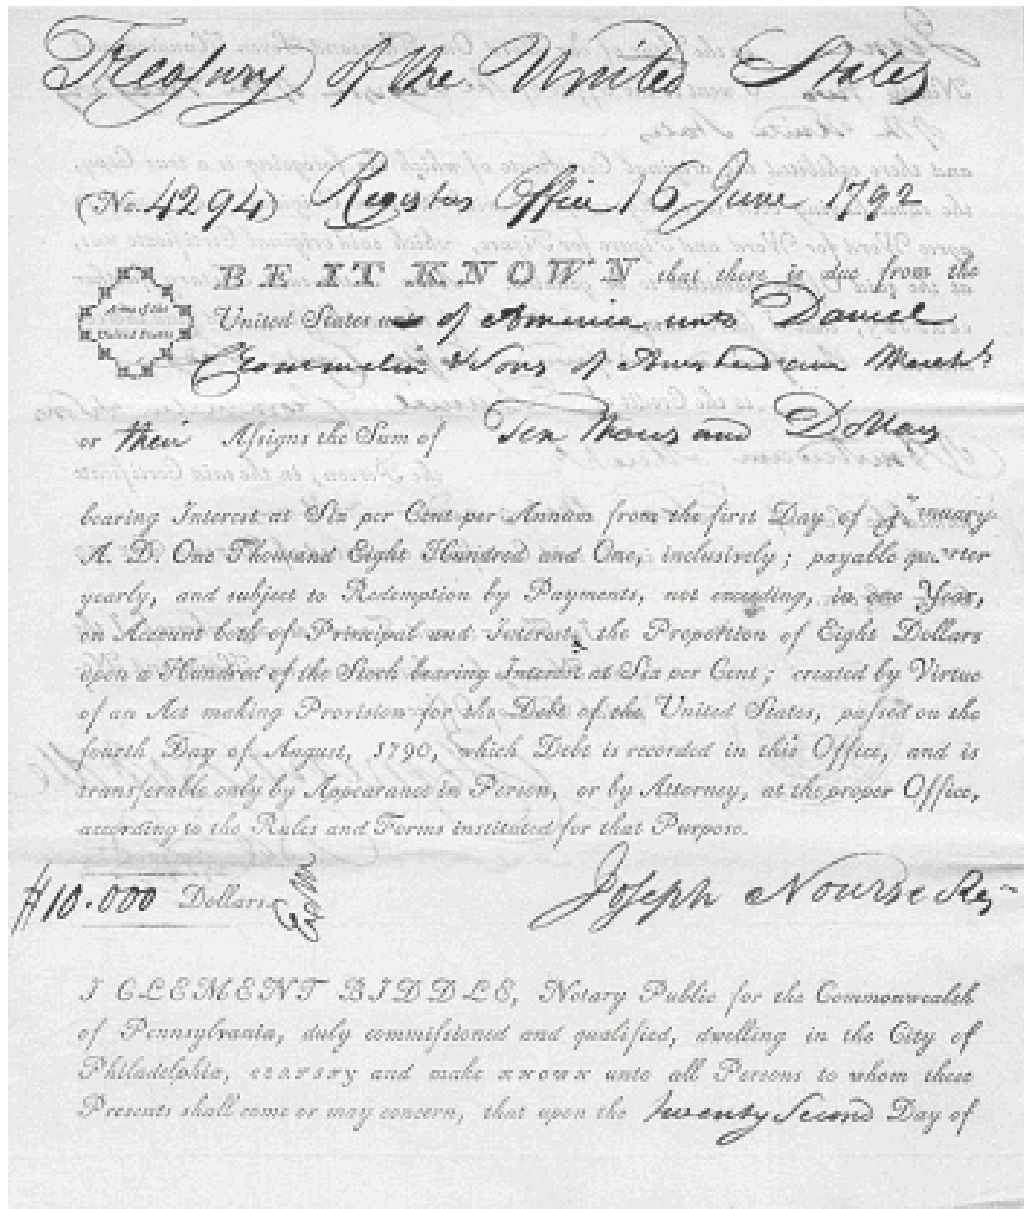 Treasury of the United States
(No. 4294) Registers Office 16 June 1792
BE IT KNOWN that there is due from the
Arms of the
United States
United States of America unto Daniel
Crommelin & Sons of Amsterdam Merchts
or their Assigns the Sum of Ten Thousand Dollars
bearing Interest at Six per Cent per Annum from the first Day of January
A. D. One Thousand Eight Hundred and One, inclusively; payable quarter
yearly, and subject to Redemption by Payments, not exceeding, in one Year,
on Account both of Principal and Interest, the Proportion of Eight Dollars
upon a Hundred of the Stock bearing Interest at Six per Cent; created by Virtue
of an Act making Provision for the Debt of the United States, passed on the
fourth Day of August, 1790, which Debt is recorded in this Office, and is
transferable only by Appearance in Person, or by Attorney, at the proper Office,
according to the Rules and Forms instituted for that Purpose.
10.000 Dollars. Joseph Nourse Reg
I CLEMENT BIDDLE, Notary Public for the Commonwealth
of Pennsylvania, duly commissioned and qualified, dwelling in the City of
Philadelphia, CERTIFY and make KNOWN unto all Persons to whom these
Presents shall come or may concern, that upon the twenty Second Day of